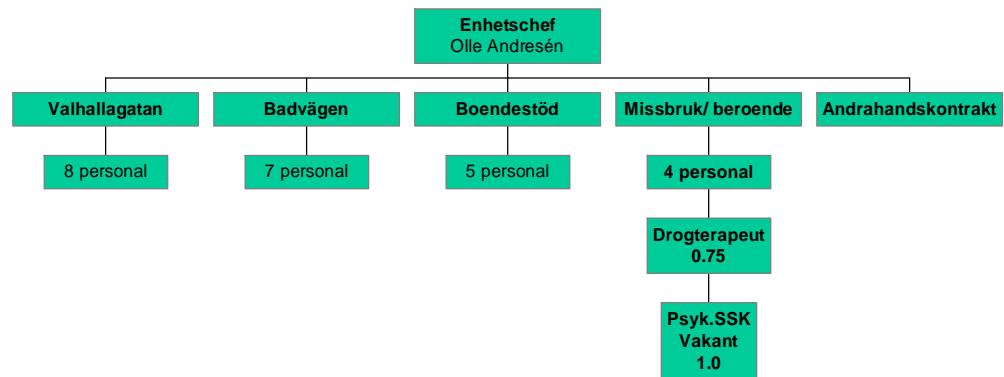 Enhetschef
Olle Andresén
Valhallagatan
Badvägen
Boendestöd
Missbruk/ beroende
Andrahandskontrakt
8 personal
7 personal
5 personal
4 personal
Drogterapeut
0.75
Psyk.SSK
Vakant
1.0